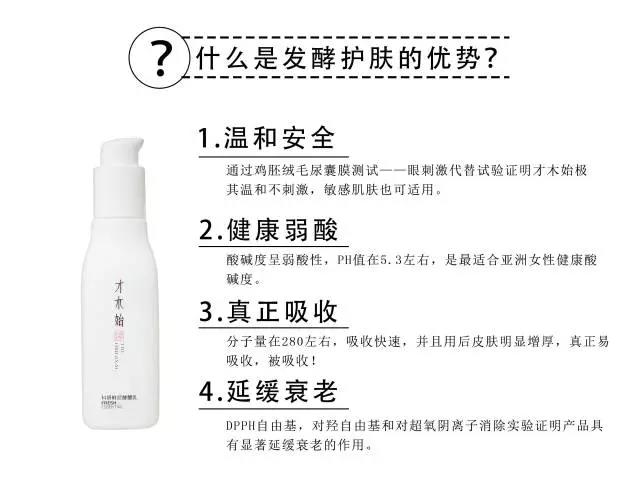 ?
什么是发酵护肤的优势?
1.温和安全
通过鸡胚绒毛尿囊膜测试——眼刺激代替试验证明才木始极
其温和不刺激，敏感肌肤也可适用。
2.健康弱酸
酸碱度呈弱酸性，PH值在5.3左右，是最适合亚洲女性健康酸
碱度。
3.真正吸收
分子量在280左右，吸收快速，并且用后皮肤明显增厚，真正易
吸收，被吸收！
4.延缓衰老
DPPH自由基，对羟自由基和对超氧阴离子消除实验证明产品具
有显著延缓衰老的作用。
才木始
FRESH
ESSENTIAL